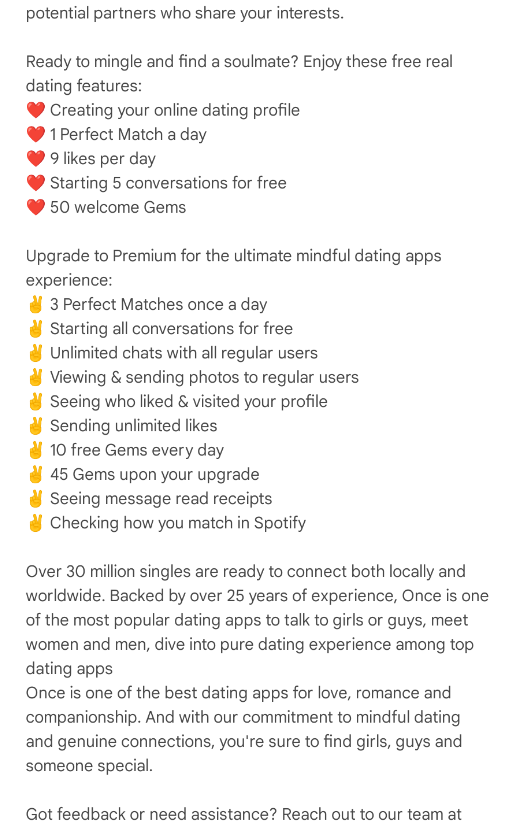 potential partners who share your interests.
Ready to mingle and find a soulmate? Enjoy these free real
dating features:
❤️ Creating your online dating profile
❤️ 1 Perfect Match a day
❤️ 9 likes per day
❤️ Starting 5 conversations for free
❤️ 50 welcome Gems
Upgrade to Premium for the ultimate mindful dating apps
experience:
✌️ 3 Perfect Matches once a day
✌️ Starting all conversations for free
✌️ Unlimited chats with all regular users
✌️ Viewing & sending photos to regular users
✌️ Seeing who liked & visited your profile
✌️ Sending unlimited likes
✌️ 10 free Gems every day
✌️ 45 Gems upon your upgrade
✌️ Seeing message read receipts
✌️ Checking how you match in Spotify
Over 30 million singles are ready to connect both locally and
worldwide. Backed by over 25 years of experience, Once is one
of the most popular dating apps to talk to girls or guys, meet
women and men, dive into pure dating experience among top
dating apps
Once is one of the best dating apps for love, romance and
companionship. And with our commitment to mindful dating
and genuine connections, you're sure to find girls, guys and
someone special.
Got feedback or need assistance? Reach out to our team at